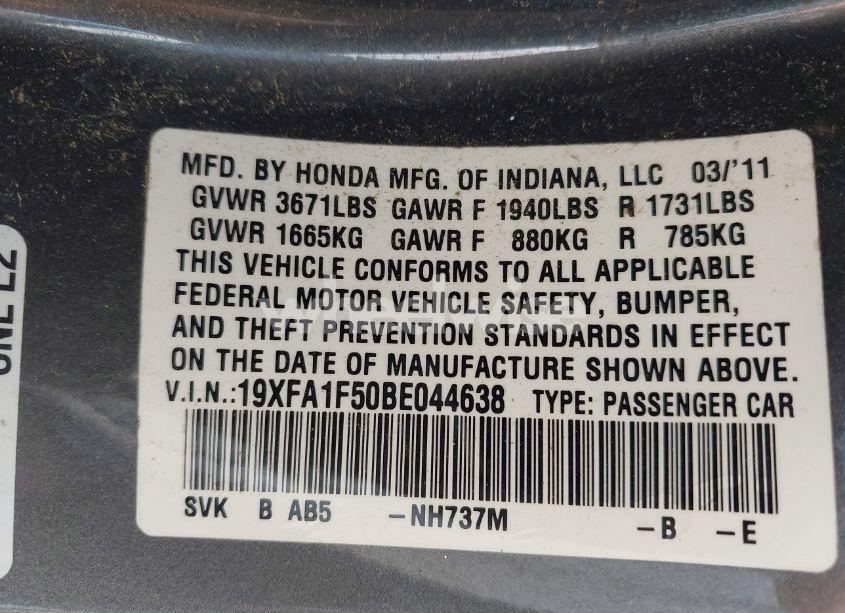 MFD. BY HONDA MFG. OF INDIANA, LLC 03/'11
GVWR 3671LBS GAWR F 1940LBS R 1731LBS
GVWR 1665KG GAWR F 880KG R 785KG
THIS VEHICLE CONFORMS TO ALL APPLICABLE
FEDERAL MOTOR VEHICLE SAFETY, BUMPER,
AND THEFT PREVENTION STANDARDS IN EFFECT
ON THE DATE OF MANUFACTURE SHOWN ABOVE.
V.I.N.:19XFA1F50BE044638 TYPE: PASSENGER CAR
SVK B AB5 -NH737M -B -E